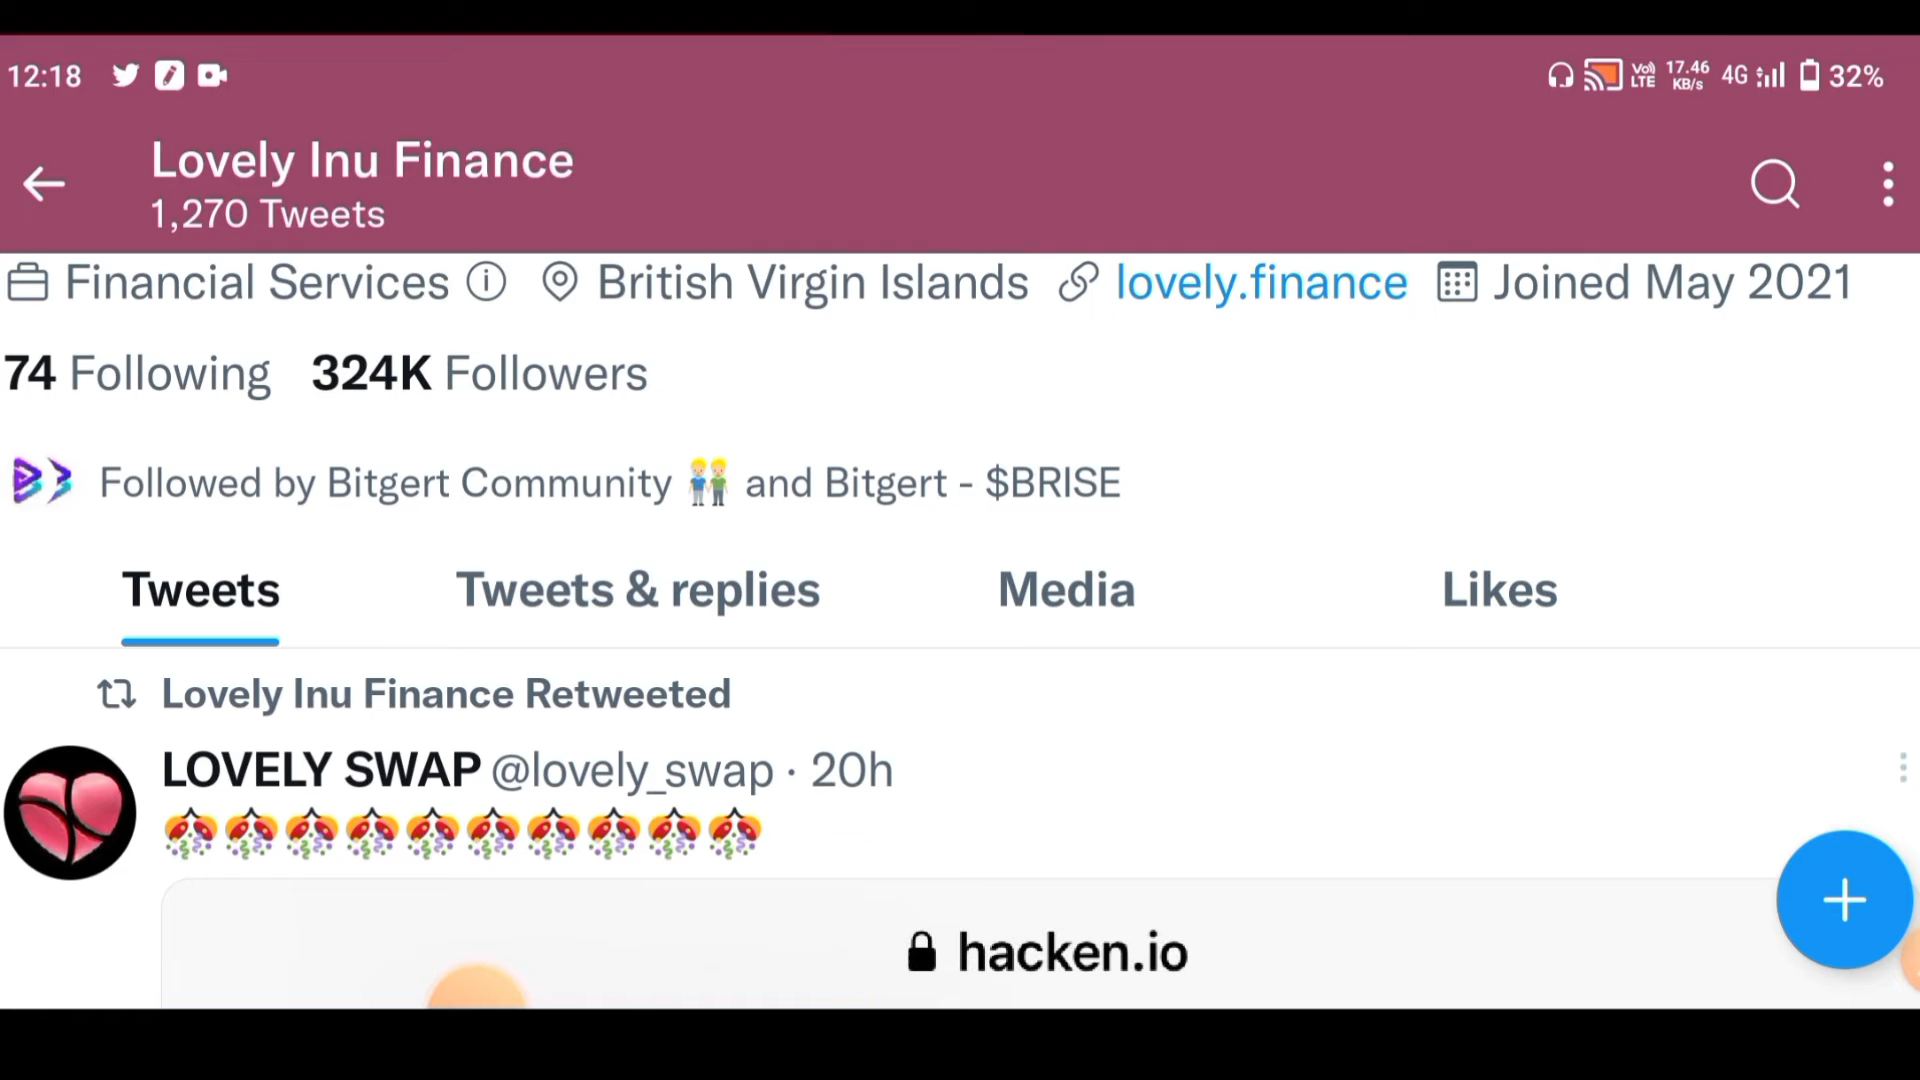 12:18 Vo) LTE 17.46 KB/s 4G 32%
Lovely Inu Finance
1,270 Tweets
Financial Services British Virgin Islands lovely.finance Joined May 2021
74 Following 324K Followers
Followed by Bitgert Community 👬 and Bitgert - $BRISE
Tweets Tweets & replies Media Likes
Lovely Inu Finance Retweeted
LOVELY SWAP @lovely_swap · 20h
🎊🎊🎊🎊🎊🎊🎊🎊🎊🎊
hacken.io